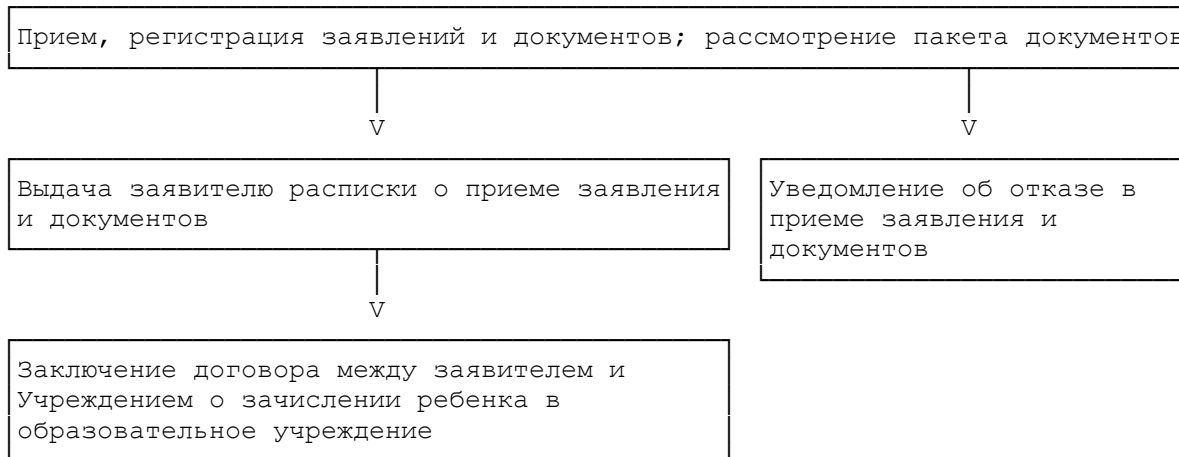 Прием, регистрация заявлений и документов; рассмотрение пакета документов
V
V
Выдача заявителю расписки о приеме заявления
и документов
Уведомление об отказе в
приеме заявления и
документов
V
Заключение договора между заявителем и
Учреждением о зачислении ребенка в
образовательное учреждение